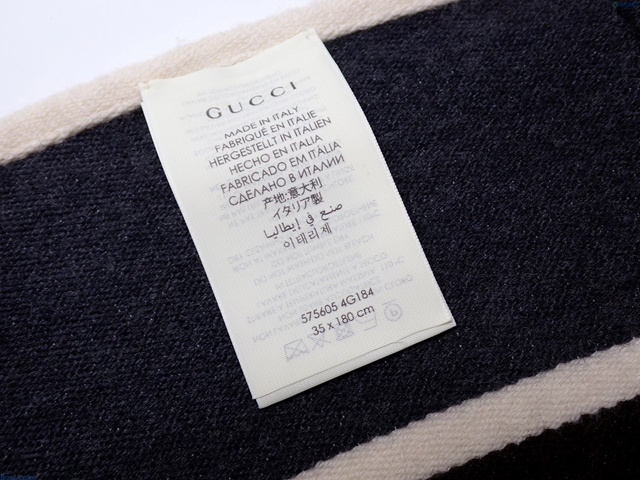 GUCCI
MADE IN ITALY
FABRIQUÉ EN ITALIE
HERGESTELLT IN ITALIEN
HECHO EN ITALIA
FABRICADO EM ITÁLIA
СДЕЛАНО В ИТАЛИИ
产地:意大利
イタリア製
صنع في إيطاليا
이태리제
575605 4G184
35 x 180 cm